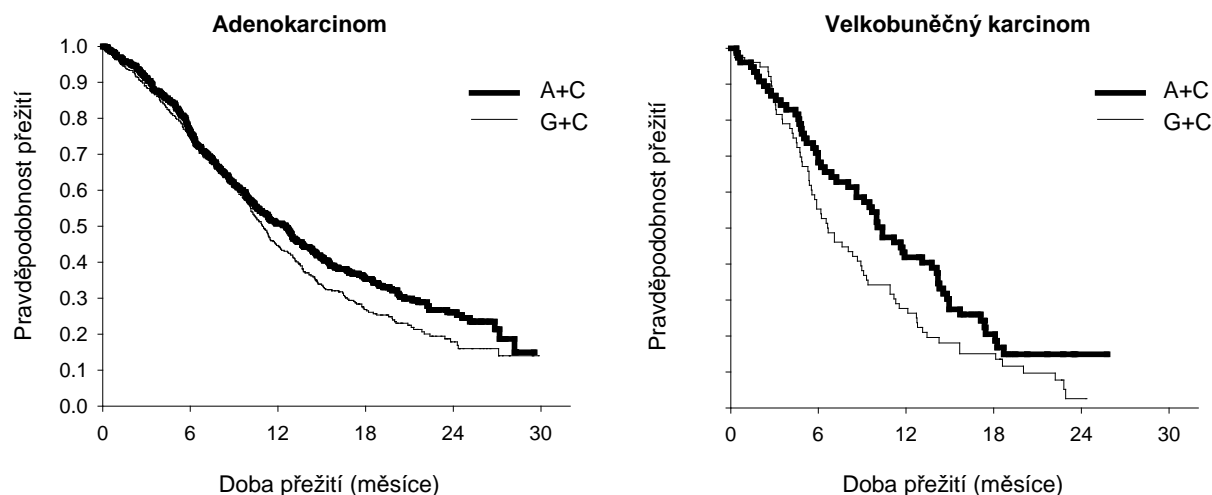 Adenokarcinom
Pravděpodobnost přežití
1.0
0.9
0.8
0.7
0.6
0.5
0.4
0.3
0.2
0.1
0.0
A+C
G+C
0 6 12 18 24 30
Doba přežití (měsíce)
Velkobuněčný karcinom
Pravděpodobnost přežití
A+C
G+C
0 6 12 18 24 30
Doba přežití (měsíce)